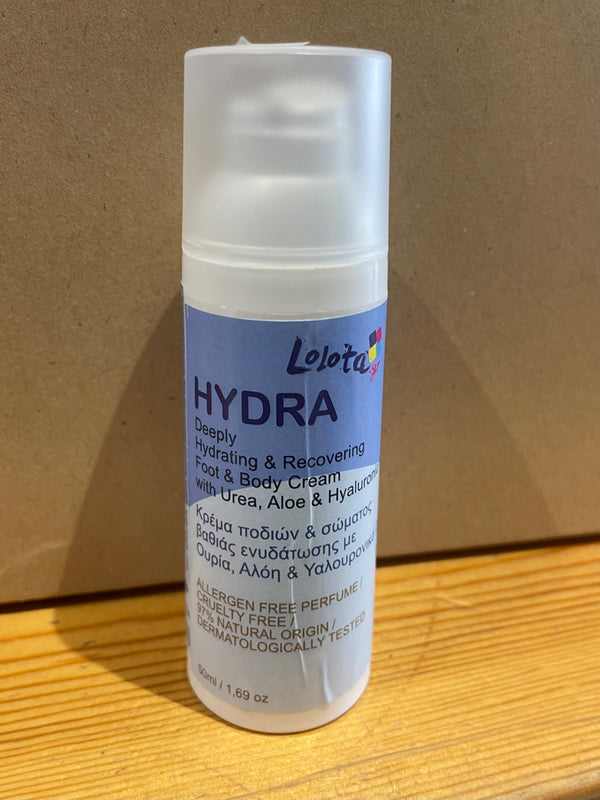 Lolota
HYDRA
Deeply
Hydrating & Recovering
Foot & Body Cream
with Urea, Aloe & Hyaluronic
Κρέμα ποδιών & σώματος
βαθιάς ενυδάτωσης με
Ουρία, Αλόη & Υαλουρονικό
ALLERGEN FREE PERFUME /
CRUELTY FREE /
97% NATURAL ORIGIN /
DERMATOLOGICALLY TESTED
50ml / 1,69 oz